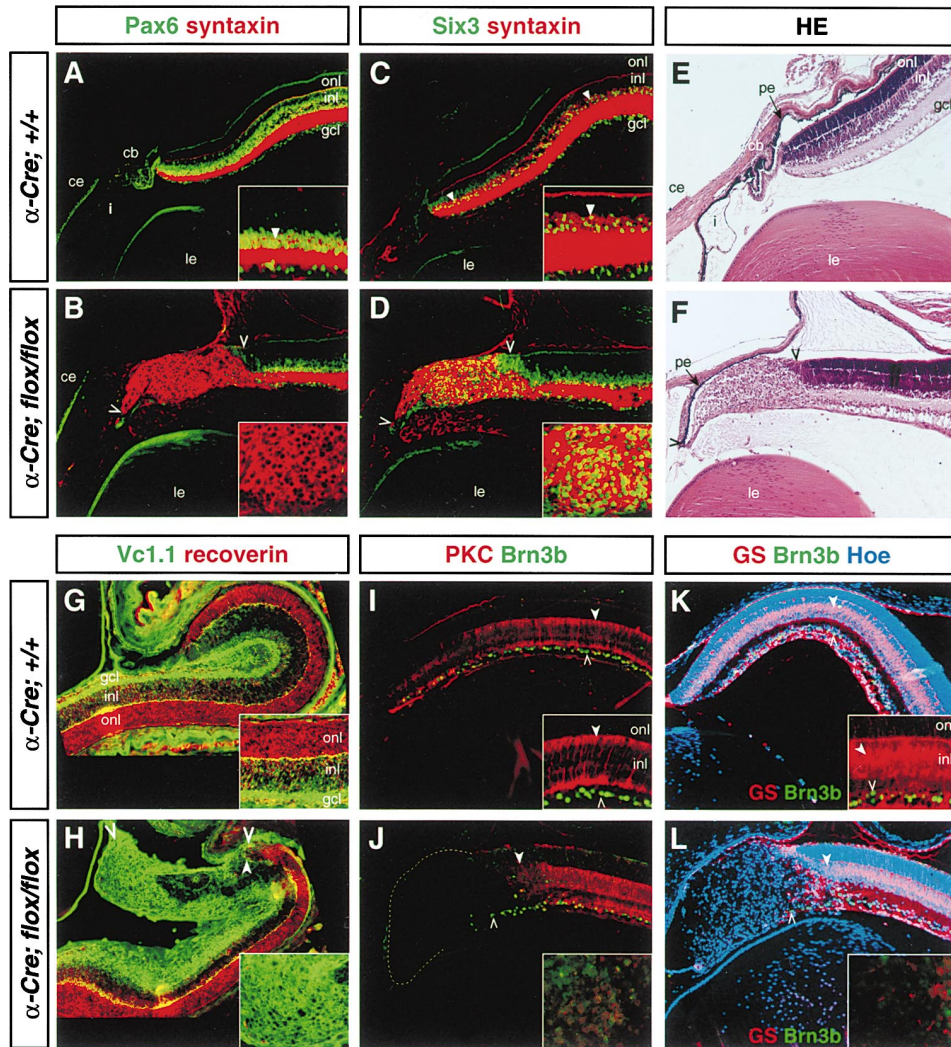 Pax6 syntaxin
Six3 syntaxin
HE
α-Cre; +/+
A
onl
inl
gcl
cb
ce
i
le
C
onl
inl
gcl
le
E
onl
inl
gcl
pe
cb
ce
i
le
α-Cre; flox/flox
B
ce
le
D
le
F
pe
le
Vc1.1 recoverin
PKC Brn3b
GS Brn3b Hoe
α-Cre; +/+
G
gcl
inl
onl
onl
inl
gcl
I
onl
inl
K
onl
inl
GS Brn3b
α-Cre; flox/flox
H
J
L
GS Brn3b